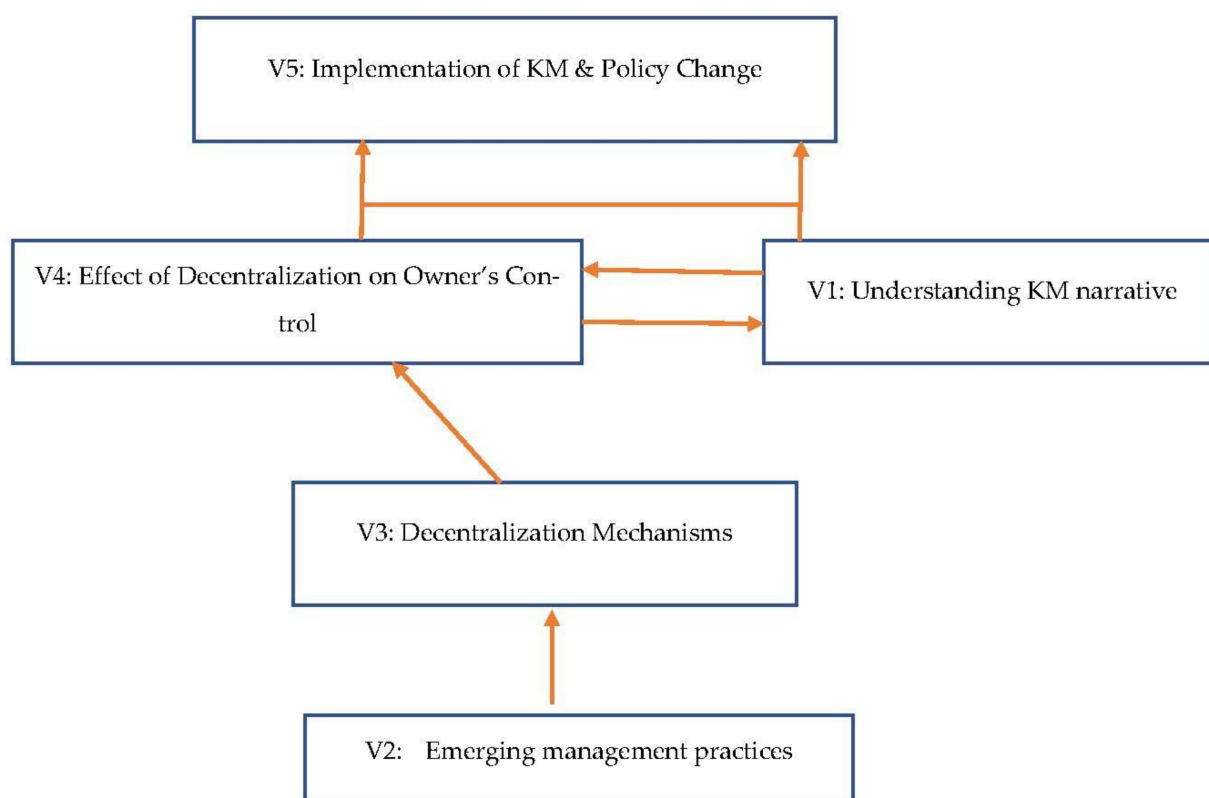 V5: Implementation of KM & Policy Change
V4: Effect of Decentralization on Owner’s Con-
trol
V1: Understanding KM narrative
V3: Decentralization Mechanisms
V2: Emerging management practices